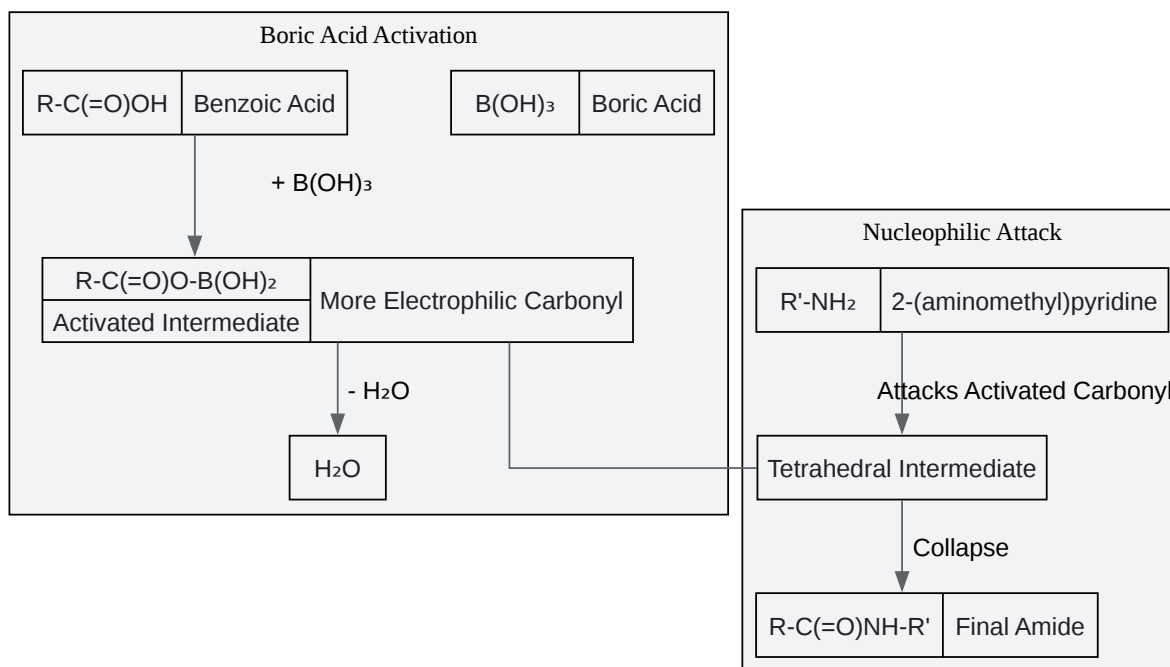 Boric Acid Activation
R-C(=O)OH
Benzoic Acid
B(OH)₃
Boric Acid
+ B(OH)₃
R-C(=O)O-B(OH)₂
Activated Intermediate
More Electrophilic Carbonyl
- H₂O
H₂O
Nucleophilic Attack
R'-NH₂
2-(aminomethyl)pyridine
Attacks Activated Carbonyl
Tetrahedral Intermediate
Collapse
R-C(=O)NH-R'
Final Amide